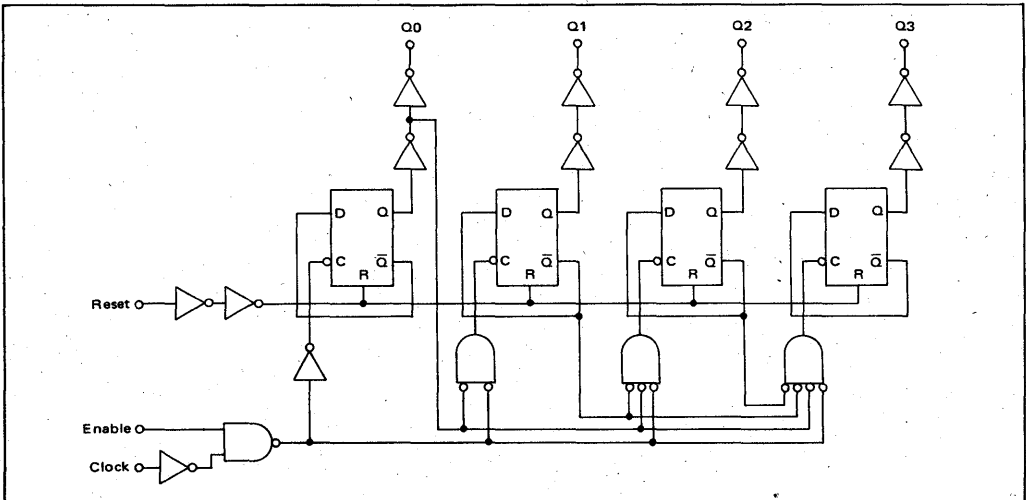 Q0 Q1 Q2 Q3
D Q D Q D Q D Q
C Q̅ C Q̅ C Q̅ C Q̅
R R R R
Reset
Enable
Clock